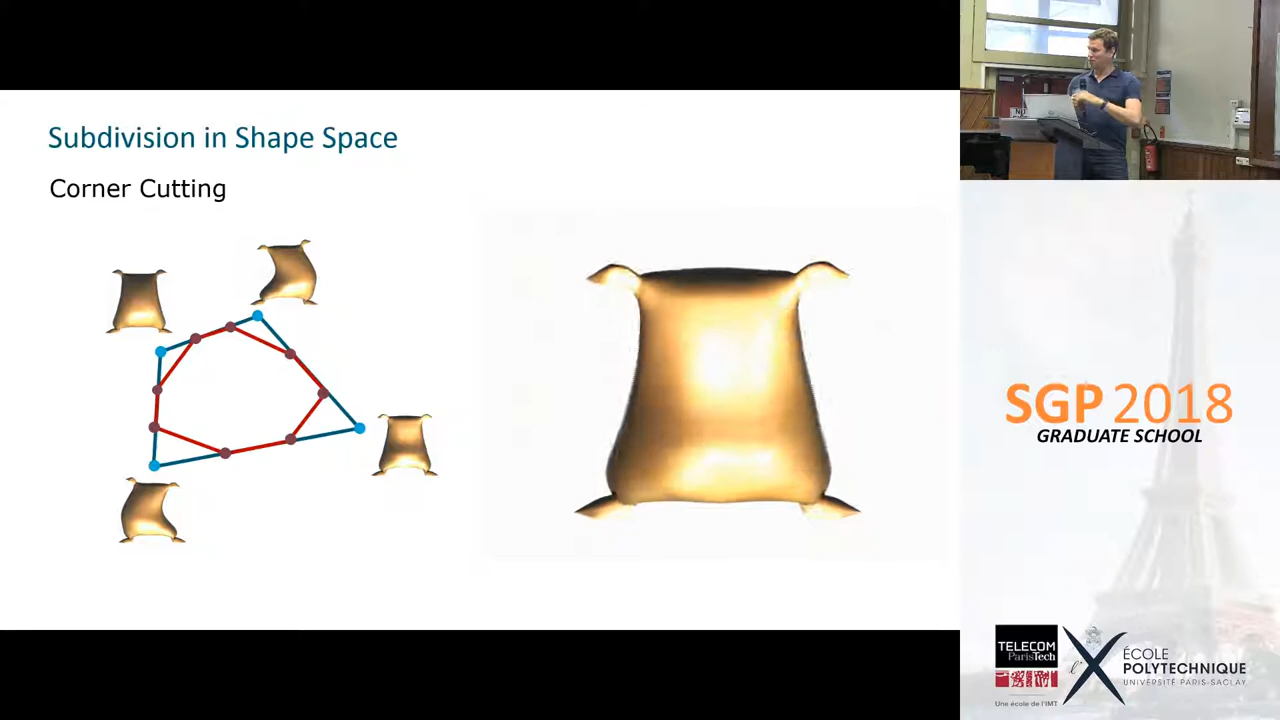 Subdivision in Shape Space
Corner Cutting
SGP 2018
GRADUATE SCHOOL
TELECOM
ParisTech
Une école de l'IMT
ÉCOLE
POLYTECHNIQUE
UNIVERSITÉ PARIS-SACLAY